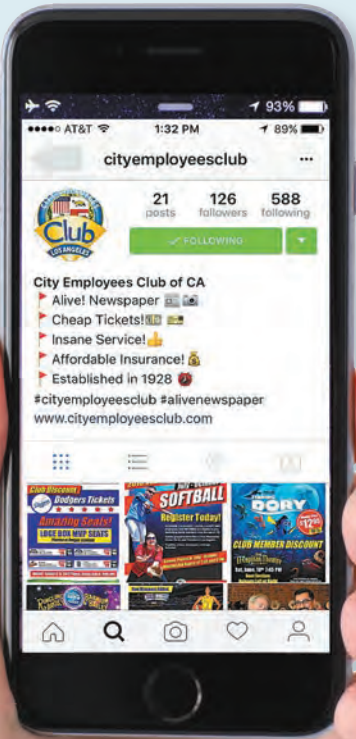 93%
AT&T 1:32 PM 89%
cityemployeesclub
21 126 588
posts followers following
FOLLOWING
Club
LOS ANGELES
City Employees Club of CA
Alive! Newspaper
Cheap Tickets!
Insane Service!
Affordable Insurance!
Established in 1928
#cityemployeesclub #alivenewspaper
www.cityemployeesclub.com
Club Discount
Dodgers Tickets
Amazing Seats!
LOGE BOX MVP SEATS
SOFTBALL
Register Today!
DORY
$12.95
CLUB MEMBER DISCOUNT